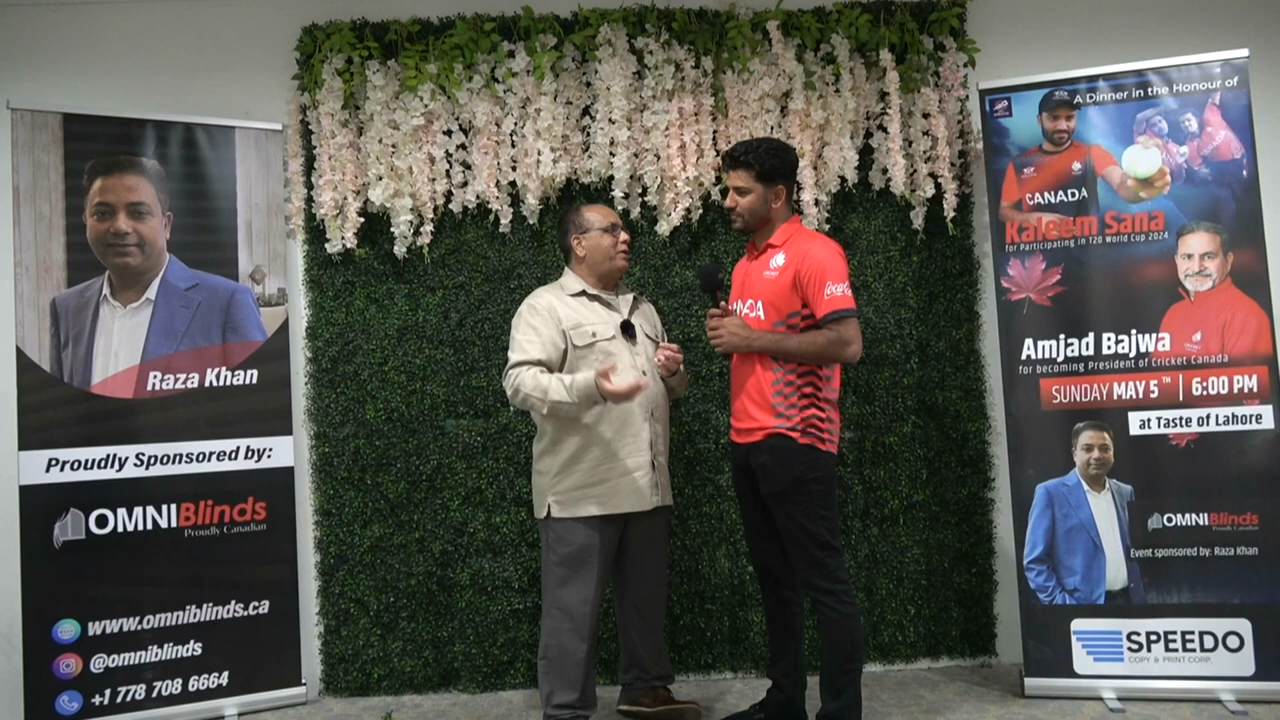 Raza Khan
Proudly Sponsored by:
OMNIBlinds
Proudly Canadian
www.omniblinds.ca
@omniblinds
+1 778 708 6664
CANADA
Coca-C
A Dinner in the Honour of
CANADA
CANADA
Kaleem Sana
for Participating in T20 World Cup 2024
Amjad Bajwa
for becoming President of Cricket Canada
SUNDAY MAY 5TH | 6:00 PM
at Taste of Lahore
OMNIBlinds
Proudly Canadian
Event sponsored by: Raza Khan
SPEEDO
COPY & PRINT CORP.